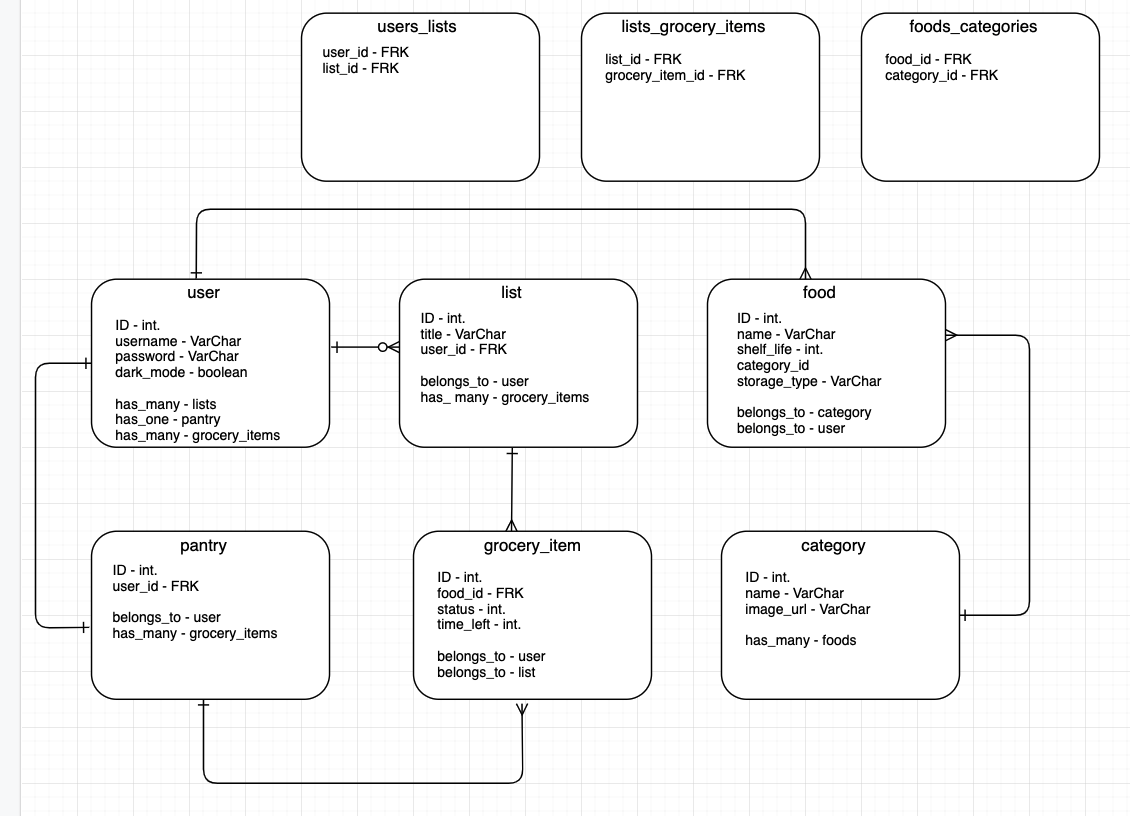 users_lists
user_id - FRK
list_id - FRK
lists_grocery_items
list_id - FRK
grocery_item_id - FRK
foods_categories
food_id - FRK
category_id - FRK
user
ID - int.
username - VarChar
password - VarChar
dark_mode - boolean
has_many - lists
has_one - pantry
has_many - grocery_items
list
ID - int.
title - VarChar
user_id - FRK
belongs_to - user
has_ many - grocery_items
food
ID - int.
name - VarChar
shelf_life - int.
category_id
storage_type - VarChar
belongs_to - category
belongs_to - user
pantry
ID - int.
user_id - FRK
belongs_to - user
has_many - grocery_items
grocery_item
ID - int.
food_id - FRK
status - int.
time_left - int.
belongs_to - user
belongs_to - list
category
ID - int.
name - VarChar
image_url - VarChar
has_many - foods